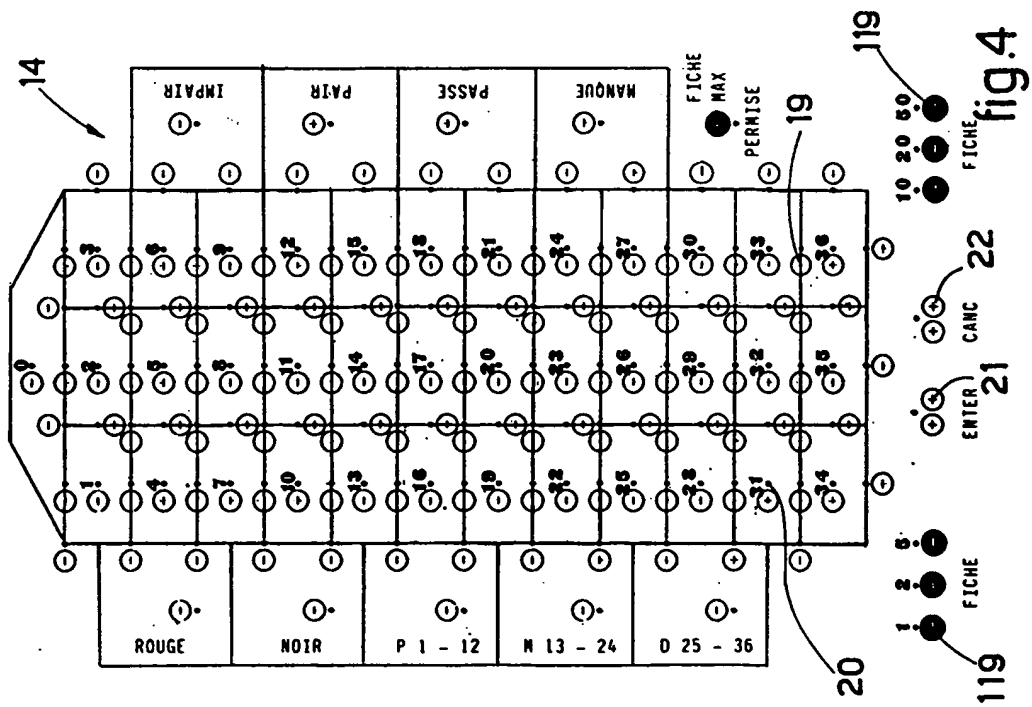 14
0
1 2 3
4 5 6
7 8 9
10 11 12
13 14 15
16 17 18
19 20 21
22 23 24
25 26 27
28 29 30
31 32 33
34 35 36
ROUGE
NOIR
P 1 - 12
M 13 - 24
D 25 - 36
IMPAIR
PAIR
PASSE
MANQUE
FICHE
MAX
PERMISE
19
20
1 2 5
FICHE
119
ENTER
21
CANC
22
10 20 50
FICHE
119
fig.4